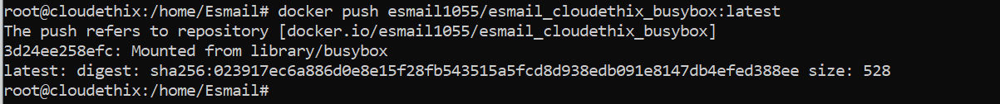 root@cloudethix:/home/Esmail# docker push esmail1055/esmail_cloudethix_busybox:latest
The push refers to repository [docker.io/esmail1055/esmail_cloudethix_busybox]
3d24ee258efc: Mounted from library/busybox
latest: digest: sha256:023917ec6a886d0e8e15f28fb543515a5fcd8d938edb091e8147db4efed388ee size: 528
root@cloudethix:/home/Esmail#